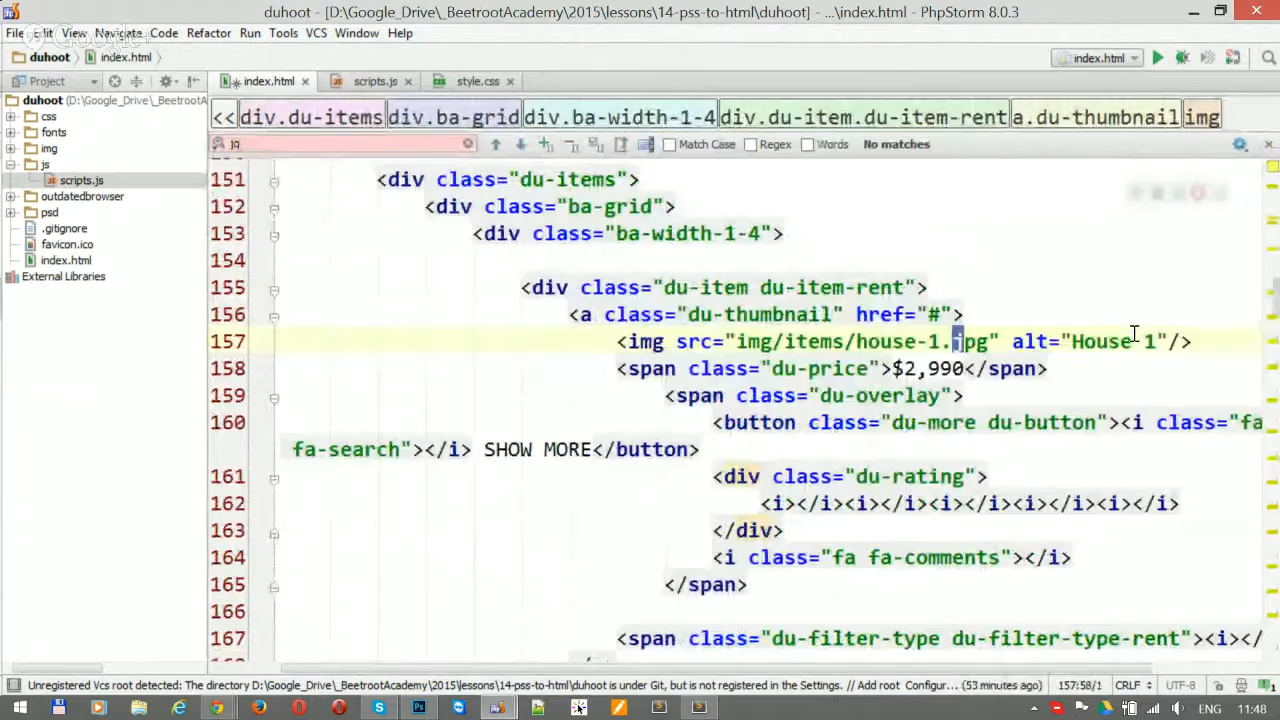 duhoot - [D:\Google_Drive\_BeetrootAcademy\2015\lessons\14-pss-to-html\duhoot] - ...\index.html - PhpStorm 8.0.3
File Edit View Navigate Code Refactor Run Tools VCS Window Help
Google+
duhoot index.html index.html
Project index.html scripts.js style.css
duhoot (D:\Google_Drive\_BeetrootA
css
fonts
img
js
scripts.js
outdatedbrowser
psd
.gitignore
favicon.ico
index.html
External Libraries
<< div.du-items div.ba-grid div.ba-width-1-4 div.du-item.du-item-rent a.du-thumbnail img
jq Match Case Regex Words No matches
151 <div class="du-items">
152 <div class="ba-grid">
153 <div class="ba-width-1-4">
154
155 <div class="du-item du-item-rent">
156 <a class="du-thumbnail" href="#">
157 <img src="img/items/house-1.jpg" alt="House 1"/>
158 <span class="du-price">$2,990</span>
159 <span class="du-overlay">
160 <button class="du-more du-button"><i class="fa
fa-search"></i> SHOW MORE</button>
161 <div class="du-rating">
162 <i></i><i></i><i></i><i></i><i></i>
163 </div>
164 <i class="fa fa-comments"></i>
165 </span>
166
167 <span class="du-filter-type du-filter-type-rent"><i></
Unregistered Vcs root detected: The directory D:\Google_Drive\_BeetrootAcademy\2015\lessons\14-pss-to-html\duhoot is under Git, but is not registered in the Settings. // Add root Configur... (53 minutes ago) 157:58/1 CRLF UTF-8
ENG 11:48